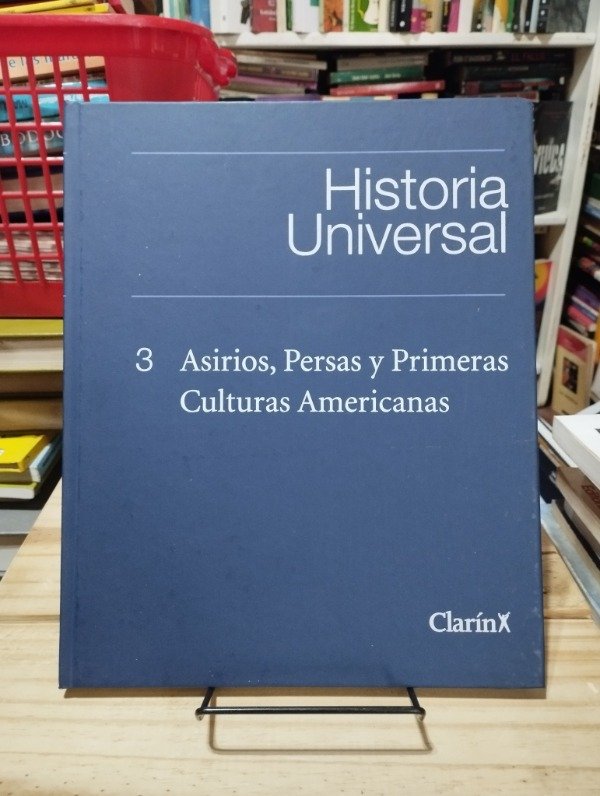 Historia
Universal
3 Asirios, Persas y Primeras
Culturas Americanas
Clarín